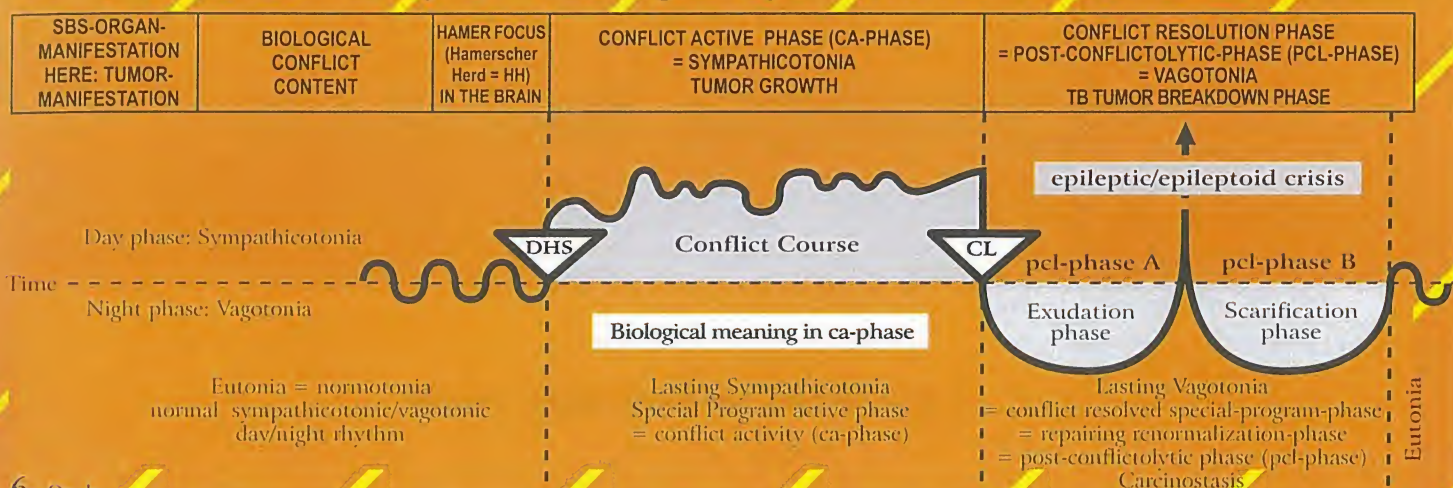 SBS-ORGAN-
MANIFESTATION
HERE: TUMOR-
MANIFESTATION
BIOLOGICAL
CONFLICT
CONTENT
HAMER FOCUS
(Hamerscher
Herd = HH)
IN THE BRAIN
CONFLICT ACTIVE PHASE (CA-PHASE)
= SYMPATHICOTONIA
TUMOR GROWTH
CONFLICT RESOLUTION PHASE
= POST-CONFLICTOLYTIC-PHASE (PCL-PHASE)
= VAGOTONIA
TB TUMOR BREAKDOWN PHASE
epileptic/epileptoid crisis
Day phase: Sympathicotonia
DHS
Conflict Course
CL
pcl-phase A
pcl-phase B
Time
Night phase: Vagotonia
Exudation
phase
Scarification
phase
Biological meaning in ca-phase
Eutonia = normotonia
normal sympathicotonic/vagotonic
day/night rhythm
Lasting Sympathicotonia
Special Program active phase
= conflict activity (ca-phase)
Lasting Vagotonia
= conflict resolved special-program-phase
= repairing renormalization-phase
= post-conflictolytic phase (pcl-phase)
Carcinostasis
Eutonia
6